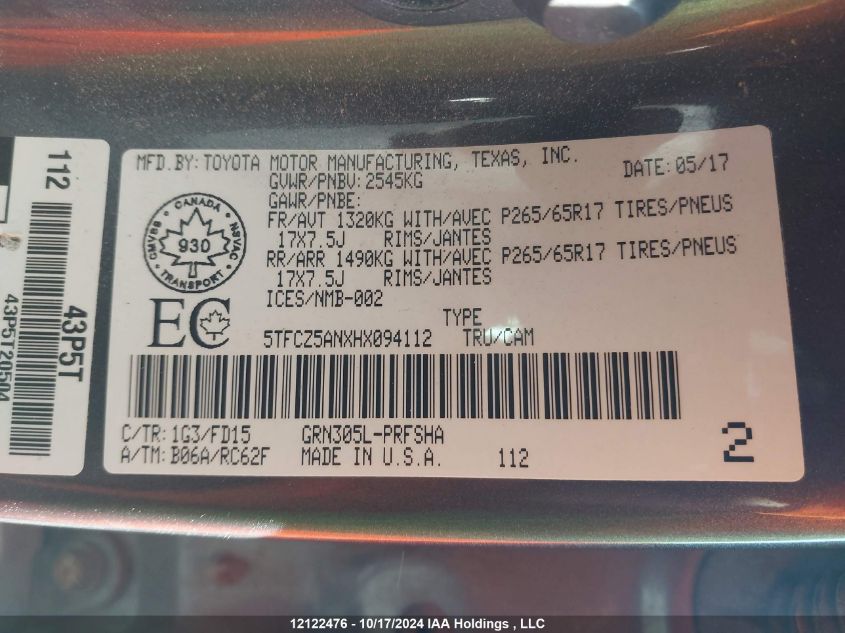 112
43P5T
43P5T20504
MFD.BY:TOYOTA MOTOR MANUFACTURING, TEXAS, INC.
DATE:05/17
GVWR/PNBV:2545KG
GAWR/PNBE:
FR/AVT 1320KG WITH/AVEC P265/65R17 TIRES/PNEUS
17X7.5J RIMS/JANTES
RR/ARR 1490KG WITH/AVEC P265/65R17 TIRES/PNEUS
17X7.5J RIMS/JANTES
ICES/NMB-002
CANADA
CMVSS
930
NSVAC
TRANSPORT
EC
TYPE
5TFCZ5ANXHX094112 TRU/CAM
C/TR:1G3/FD15 GRN305L-PRFSHA
A/TM:B06A/RC62F MADE IN U.S.A. 112
2
12122476 - 10/17/2024 IAA Holdings , LLC